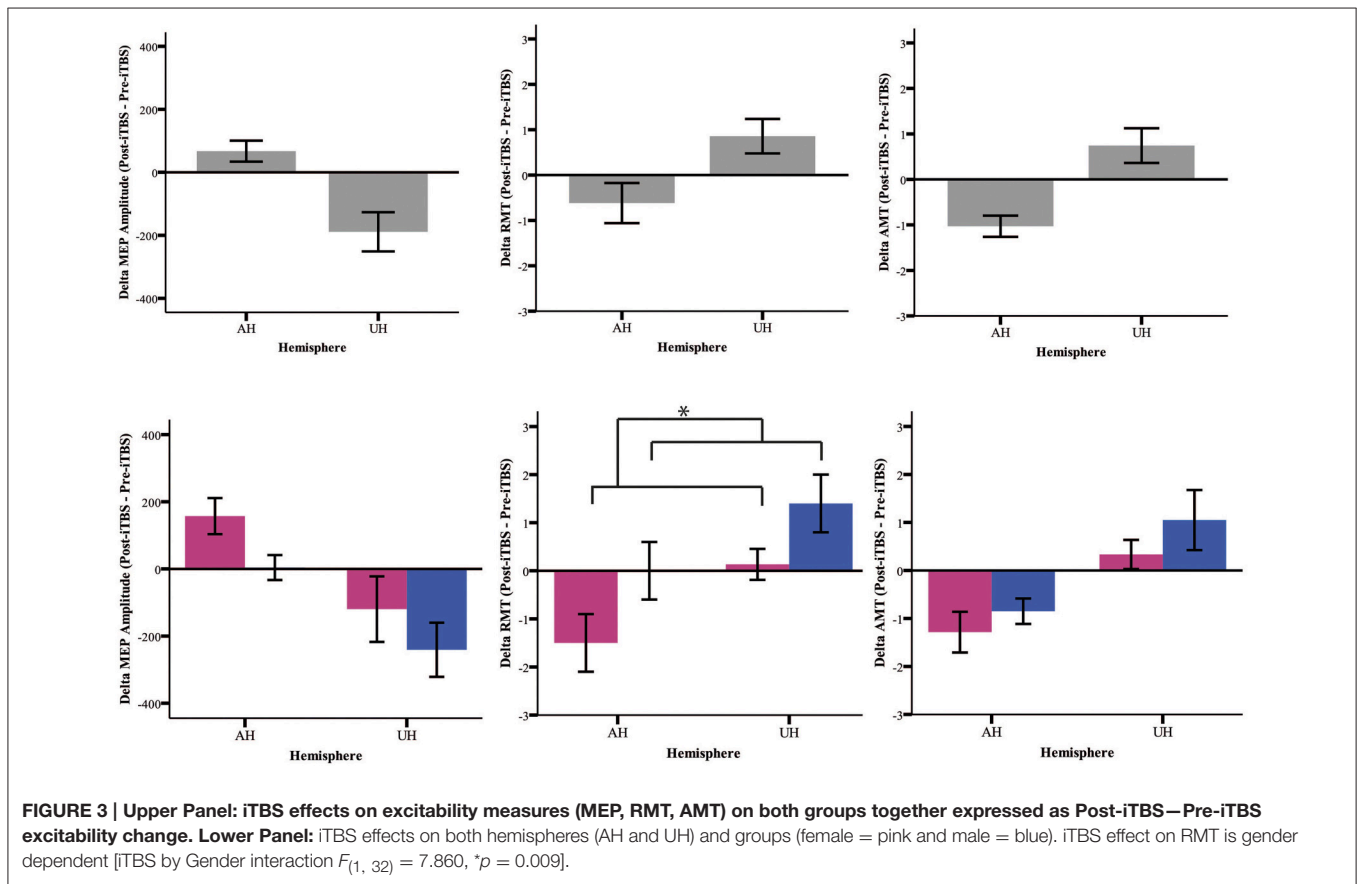 Delta MEP Amplitude (Post-iTBS - Pre-iTBS)
400
200
0
-200
-400
AH
UH
Hemisphere
Delta RMT (Post-iTBS - Pre-iTBS)
3
2
1
0
-1
-2
-3
AH
UH
Hemisphere
Delta AMT (Post-iTBS - Pre-iTBS)
3
2
1
0
-1
-2
-3
AH
UH
Hemisphere
Delta MEP Amplitude (Post-iTBS - Pre-iTBS)
400
200
0
-200
-400
AH
UH
Hemisphere
Delta RMT (Post-iTBS - Pre-iTBS)
3
2
1
0
-1
-2
-3
*
AH
UH
Hemisphere
Delta AMT (Post-iTBS - Pre-iTBS)
3
2
1
0
-1
-2
-3
AH
UH
Hemisphere
FIGURE 3 | Upper Panel: iTBS effects on excitability measures (MEP, RMT, AMT) on both groups together expressed as Post-iTBS—Pre-iTBS
excitability change. Lower Panel: iTBS effects on both hemispheres (AH and UH) and groups (female = pink and male = blue). iTBS effect on RMT is gender
dependent [iTBS by Gender interaction F(1, 32) = 7.860, *p = 0.009].